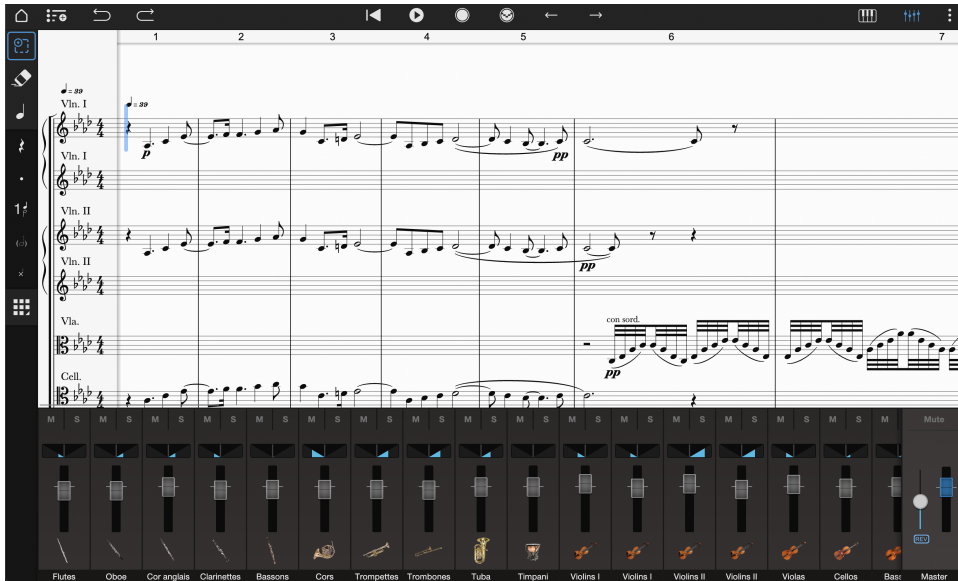 1 2 3 4 5 6 7
= 39
Vln. I
= 39
p
pp
Vln. I
Vln. II
pp
Vln. II
Vla.
con sord.
pp
Cell.
M S M S M S M S M S M S M S M S M S M S M S M S M S M S M S M S M Mute
REV
Flutes Oboe Cor anglais Clarinettes Bassons Cors Trompettes Trombones Tuba Timpani Violins I Violins I Violins II Violins II Violas Cellos Bass Master